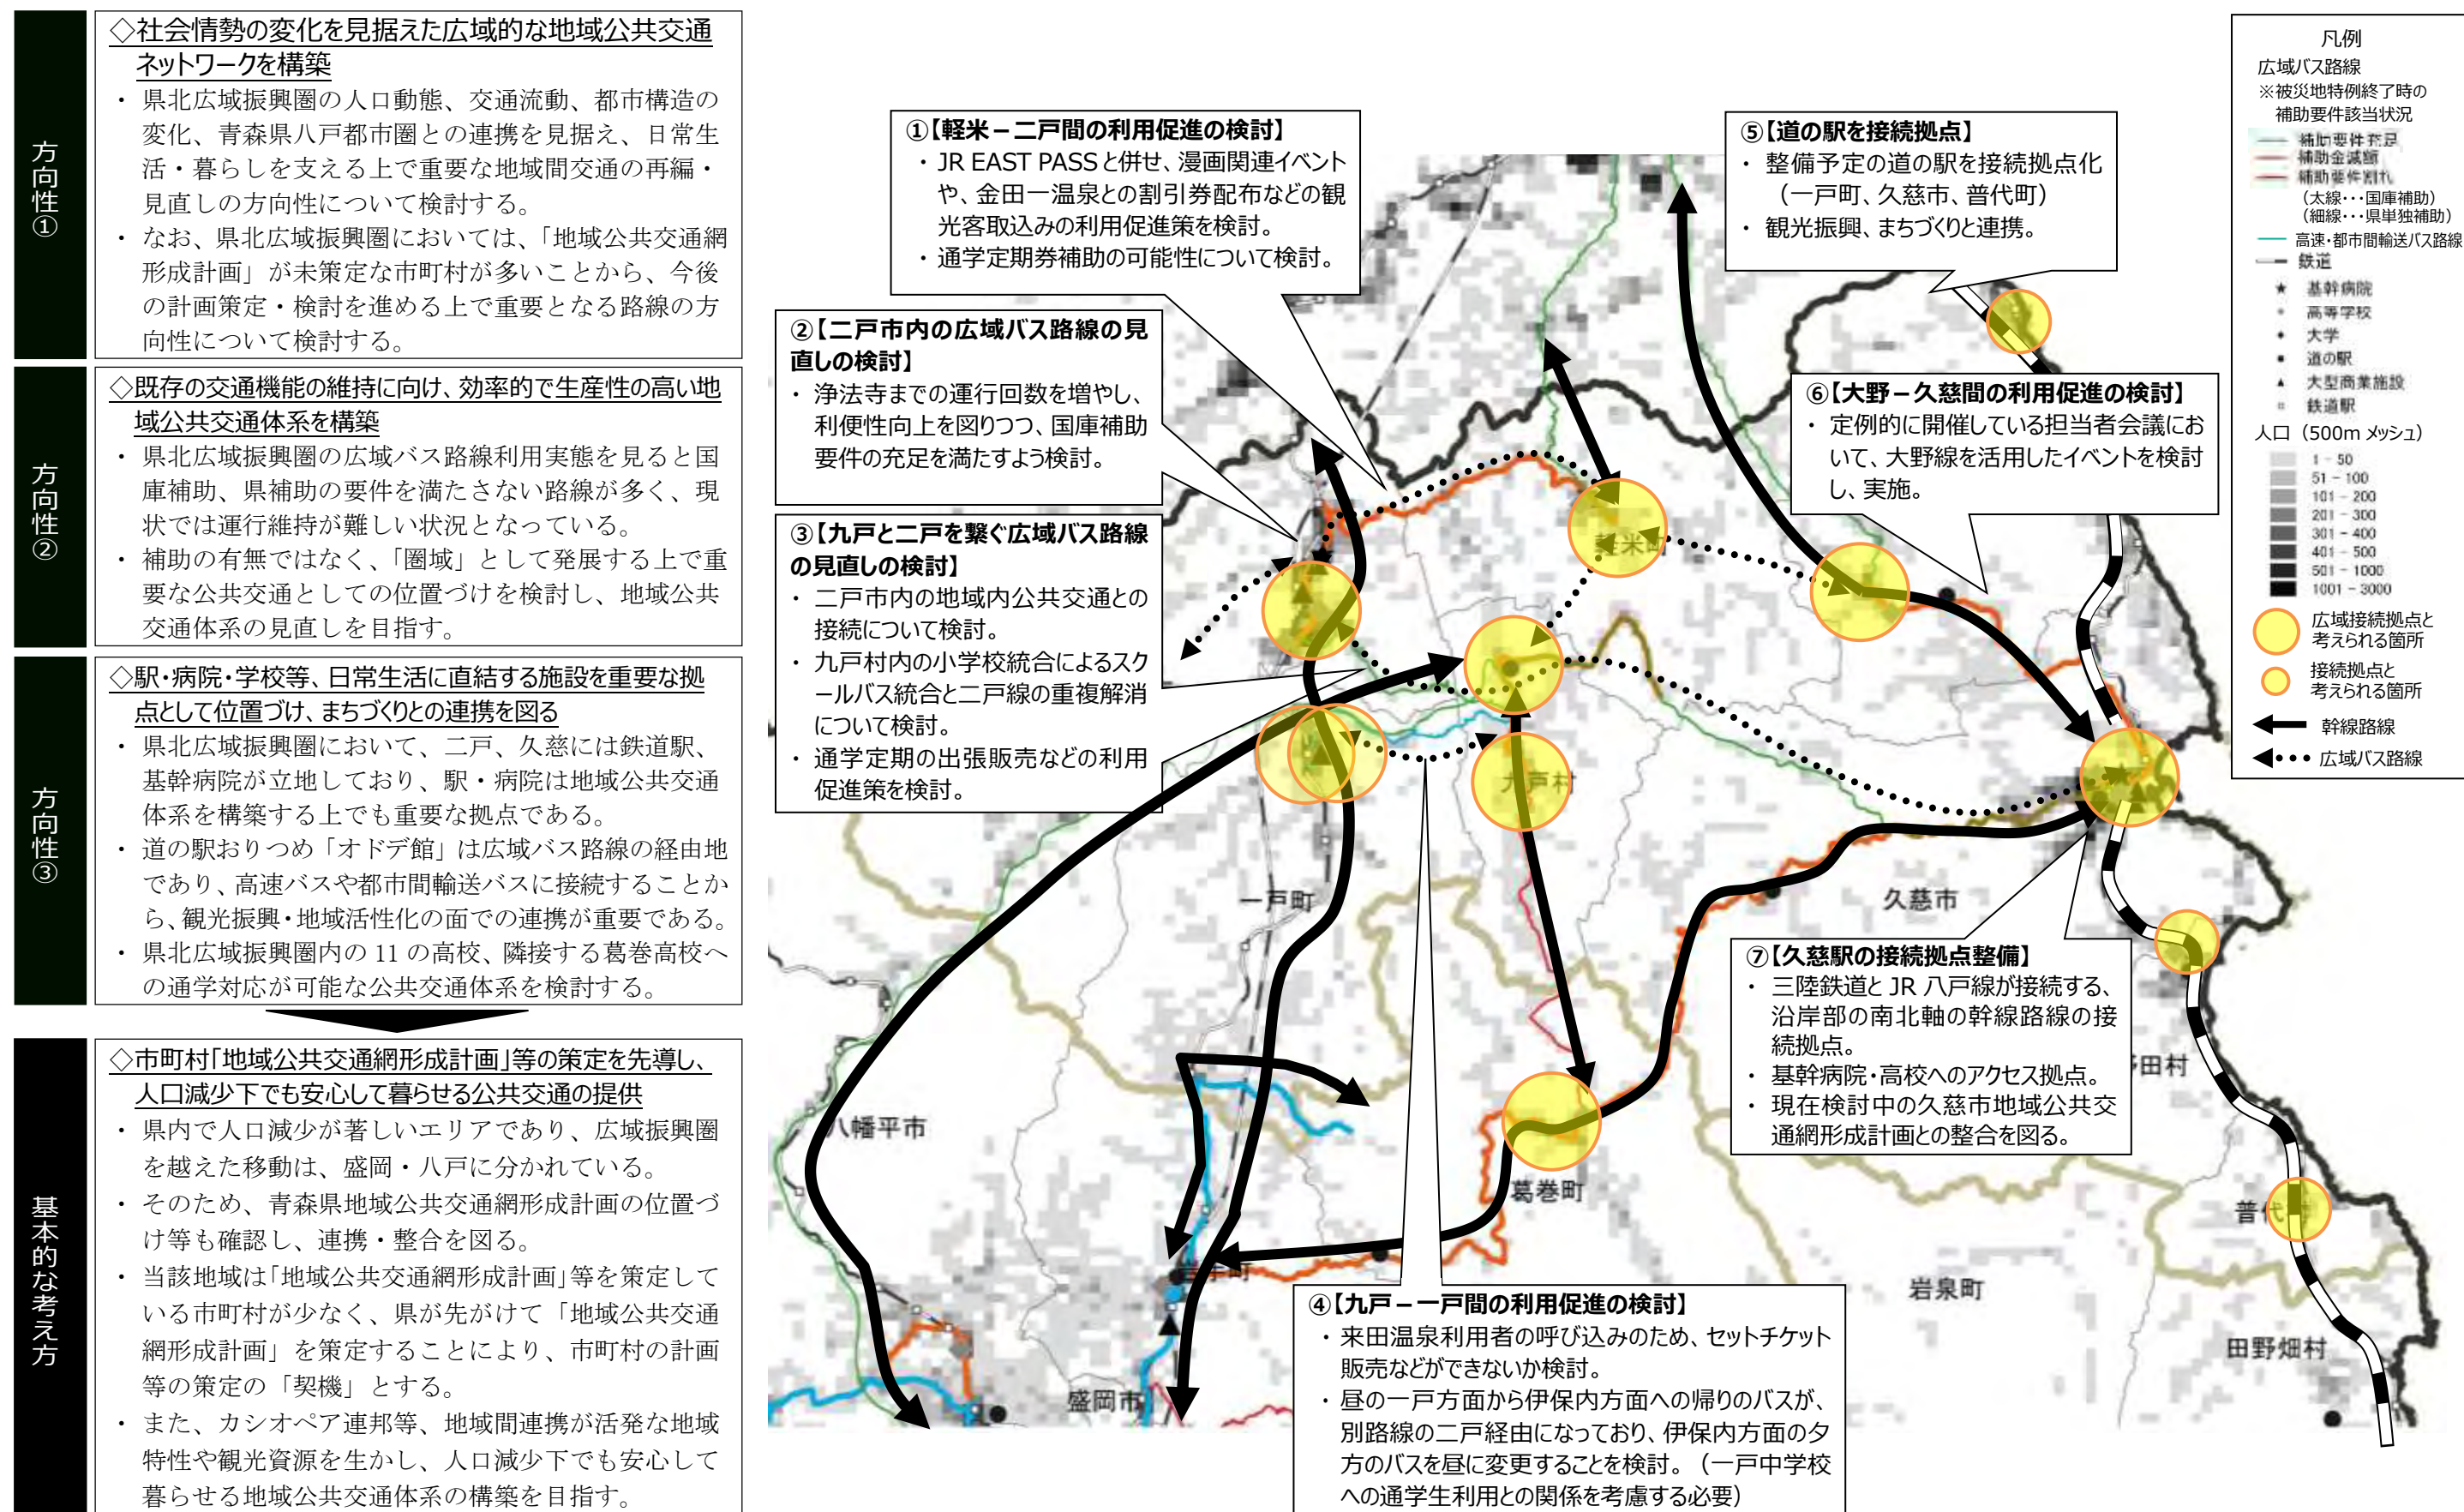 方向性①
◇社会情勢の変化を見据えた広域的な地域公共交通
ネットワークを構築
・ 県北広域振興圏の人口動態、交通流動、都市構造の
変化、青森県八戸都市圏との連携を見据え、日常生
活・暮らしを支える上で重要な地域間交通の再編・
見直しの方向性について検討する。
・ なお、県北広域振興圏においては、「地域公共交通網
形成計画」が未策定な市町村が多いことから、今後
の計画策定・検討を進める上で重要となる路線の方
向性について検討する。
方向性②
◇既存の交通機能の維持に向け、効率的で生産性の高い地
域公共交通体系を構築
・ 県北広域振興圏の広域バス路線利用実態を見ると国
庫補助、県補助の要件を満たさない路線が多く、現
状では運行維持が難しい状況となっている。
・ 補助の有無ではなく、「圏域」として発展する上で重
要な公共交通としての位置づけを検討し、地域公共
交通体系の見直しを目指す。
方向性③
◇駅・病院・学校等、日常生活に直結する施設を重要な拠
点として位置づけ、まちづくりとの連携を図る
・ 県北広域振興圏において、二戸、久慈には鉄道駅、
基幹病院が立地しており、駅・病院は地域公共交通
体系を構築する上でも重要な拠点である。
・ 道の駅おりつめ「オドデ館」は広域バス路線の経由地
であり、高速バスや都市間輸送バスに接続することか
ら、観光振興・地域活性化の面での連携が重要である。
・ 県北広域振興圏内の 11 の高校、隣接する葛巻高校へ
の通学対応が可能な公共交通体系を検討する。
基本的な考え方
◇市町村「地域公共交通網形成計画」等の策定を先導し、
人口減少下でも安心して暮らせる公共交通の提供
・ 県内で人口減少が著しいエリアであり、広域振興圏
を越えた移動は、盛岡・八戸に分かれている。
・ そのため、青森県地域公共交通網形成計画の位置づ
け等も確認し、連携・整合を図る。
・ 当該地域は「地域公共交通網形成計画」等を策定して
いる市町村が少なく、県が先がけて「地域公共交通
網形成計画」を策定することにより、市町村の計画
等の策定の「契機」とする。
・ また、カシオペア連邦等、地域間連携が活発な地域
特性や観光資源を生かし、人口減少下でも安心して
暮らせる地域公共交通体系の構築を目指す。
①【軽米－二戸間の利用促進の検討】
・ JR EAST PASS と併せ、漫画関連イベント
や、金田一温泉との割引券配布などの観
光客取込みの利用促進策を検討。
・ 通学定期券補助の可能性について検討。
②【二戸市内の広域バス路線の見
直しの検討】
・ 浄法寺までの運行回数を増やし、
利便性向上を図りつつ、国庫補助
要件の充足を満たすよう検討。
③【九戸と二戸を繋ぐ広域バス路線
の見直しの検討】
・ 二戸市内の地域内公共交通との
接続について検討。
・ 九戸村内の小学校統合によるスク
ールバス統合と二戸線の重複解消
について検討。
・ 通学定期の出張販売などの利用
促進策を検討。
④【九戸－一戸間の利用促進の検討】
・ 来田温泉利用者の呼び込みのため、セットチケット
販売などができないか検討。
・ 昼の一戸方面から伊保内方面への帰りのバスが、
別路線の二戸経由になっており、伊保内方面の夕
方のバスを昼に変更することを検討。（一戸中学校
への通学生利用との関係を考慮する必要）
⑤【道の駅を接続拠点】
・ 整備予定の道の駅を接続拠点化
（一戸町、久慈市、普代町）
・ 観光振興、まちづくりと連携。
⑥【大野－久慈間の利用促進の検討】
・ 定例的に開催している担当者会議にお
いて、大野線を活用したイベントを検討
し、実施。
⑦【久慈駅の接続拠点整備】
・ 三陸鉄道と JR 八戸線が接続する、
沿岸部の南北軸の幹線路線の接
続拠点。
・ 基幹病院・高校へのアクセス拠点。
・ 現在検討中の久慈市地域公共交
通網形成計画との整合を図る。
軽米町
九戸村
一戸町
久慈市
八幡平市
葛巻町
田村
普代
岩泉町
田野畑村
盛岡市
凡例
広域バス路線
※被災地特例終了時の
補助要件該当状況
補助要件充足
補助金減額
補助要件割れ
（太線・・・国庫補助）
（細線・・・県単独補助）
高速・都市間輸送バス路線
鉄道
★ 基幹病院
高等学校
大学
道の駅
▲ 大型商業施設
鉄道駅
人口（500m メッシュ）
1 - 50
51 - 100
101 - 200
201 - 300
301 - 400
401 - 500
501 - 1000
1001 - 3000
広域接続拠点と
考えられる箇所
接続拠点と
考えられる箇所
幹線路線
広域バス路線